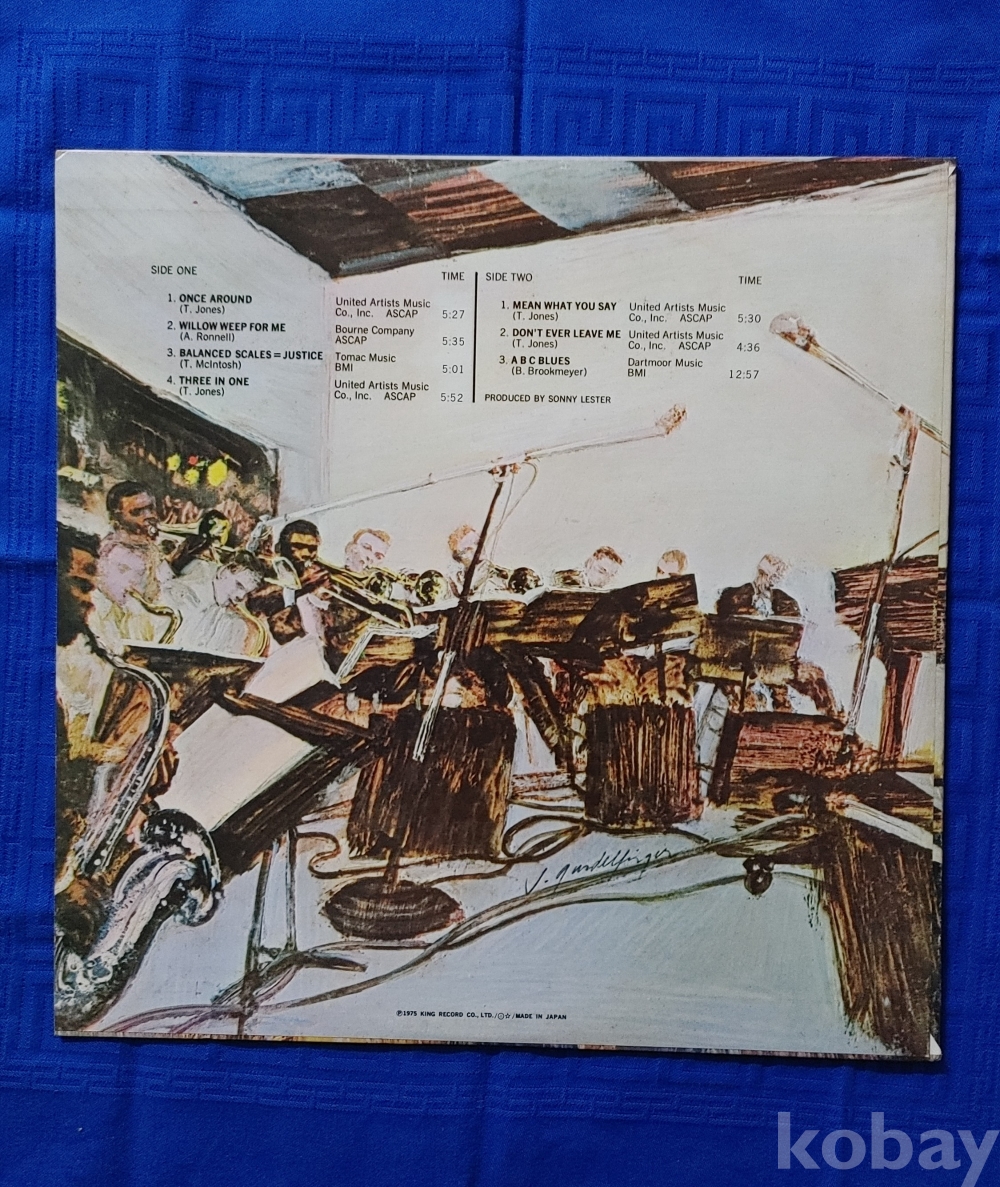 SIDE ONE
TIME
1. ONCE AROUND
(T. Jones)
United Artists Music
Co., Inc. ASCAP 5:27
2. WILLOW WEEP FOR ME
(A. Ronnell)
Bourne Company
ASCAP 5:35
3. BALANCED SCALES=JUSTICE
(T. McIntosh)
Tomac Music
BMI 5:01
4. THREE IN ONE
(T. Jones)
United Artists Music
Co., Inc. ASCAP 5:52
SIDE TWO
TIME
1. MEAN WHAT YOU SAY
(T. Jones)
United Artists Music
Co., Inc. ASCAP 5:30
2. DON'T EVER LEAVE ME
(T. Jones)
United Artists Music
Co., Inc. ASCAP 4:36
3. A B C BLUES
(B. Brookmeyer)
Dartmoor Music
BMI 12:57
PRODUCED BY SONNY LESTER
℗1975 KING RECORD CO., LTD./ⓘ☆/MADE IN JAPAN
kobay